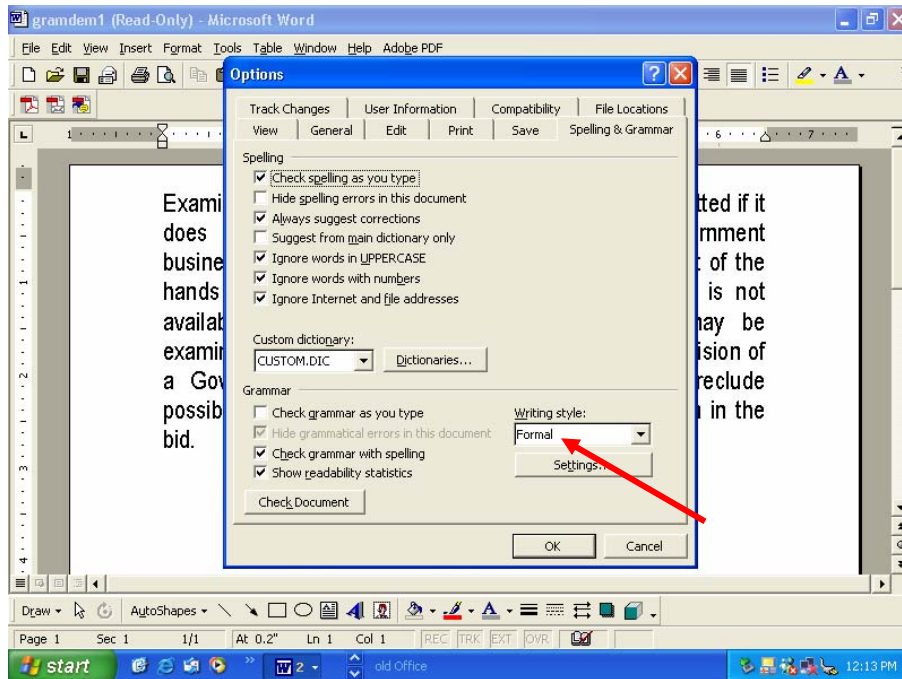 gramdem1 (Read-Only) - Microsoft Word
File Edit View Insert Format Tools Table Window Help Adobe PDF
Options
Track Changes User Information Compatibility File Locations
View General Edit Print Save Spelling & Grammar
1 6 7
Spelling
Check spelling as you type
Hide spelling errors in this document
Always suggest corrections
Suggest from main dictionary only
Ignore words in UPPERCASE
Ignore words with numbers
Ignore Internet and file addresses
Custom dictionary:
CUSTOM.DIC Dictionaries...
Grammar
Check grammar as you type Writing style:
Hide grammatical errors in this document Formal
Check grammar with spelling
Show readability statistics Settings...
Check Document
OK Cancel
Exami tted if it
does rnment
busine of the
hands is not
availab may be
examin ision of
a Gov reclude
possib in the
bid.
Draw AutoShapes
Page 1 Sec 1 1/1 At 0.2" Ln 1 Col 1 REC TRK EXT OVR
start 2 old Office 12:13 PM